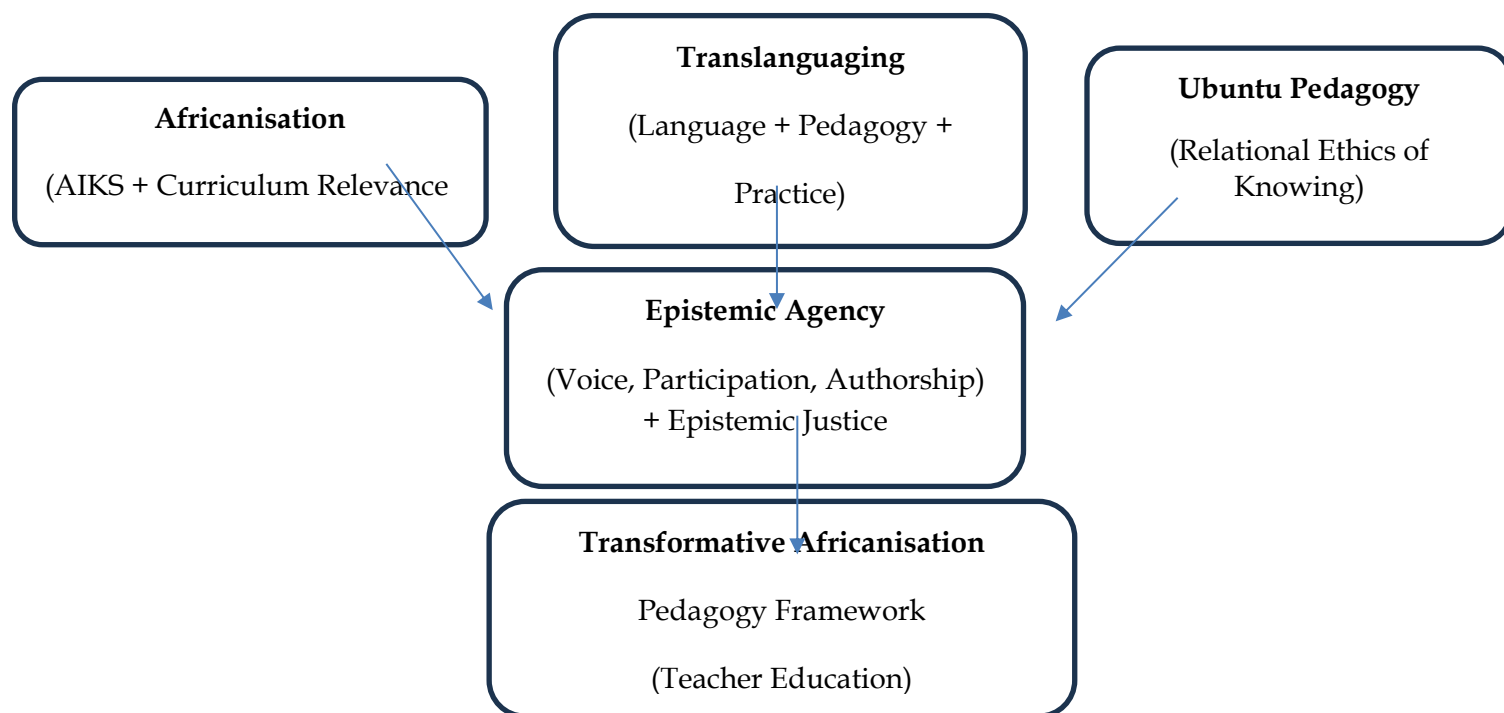 Africanisation
(AIKS + Curriculum Relevance
Translanguaging
(Language + Pedagogy +
Practice)
Ubuntu Pedagogy
(Relational Ethics of
Knowing)
Epistemic Agency
(Voice, Participation, Authorship)
+ Epistemic Justice
Transformative Africanisation
Pedagogy Framework
(Teacher Education)